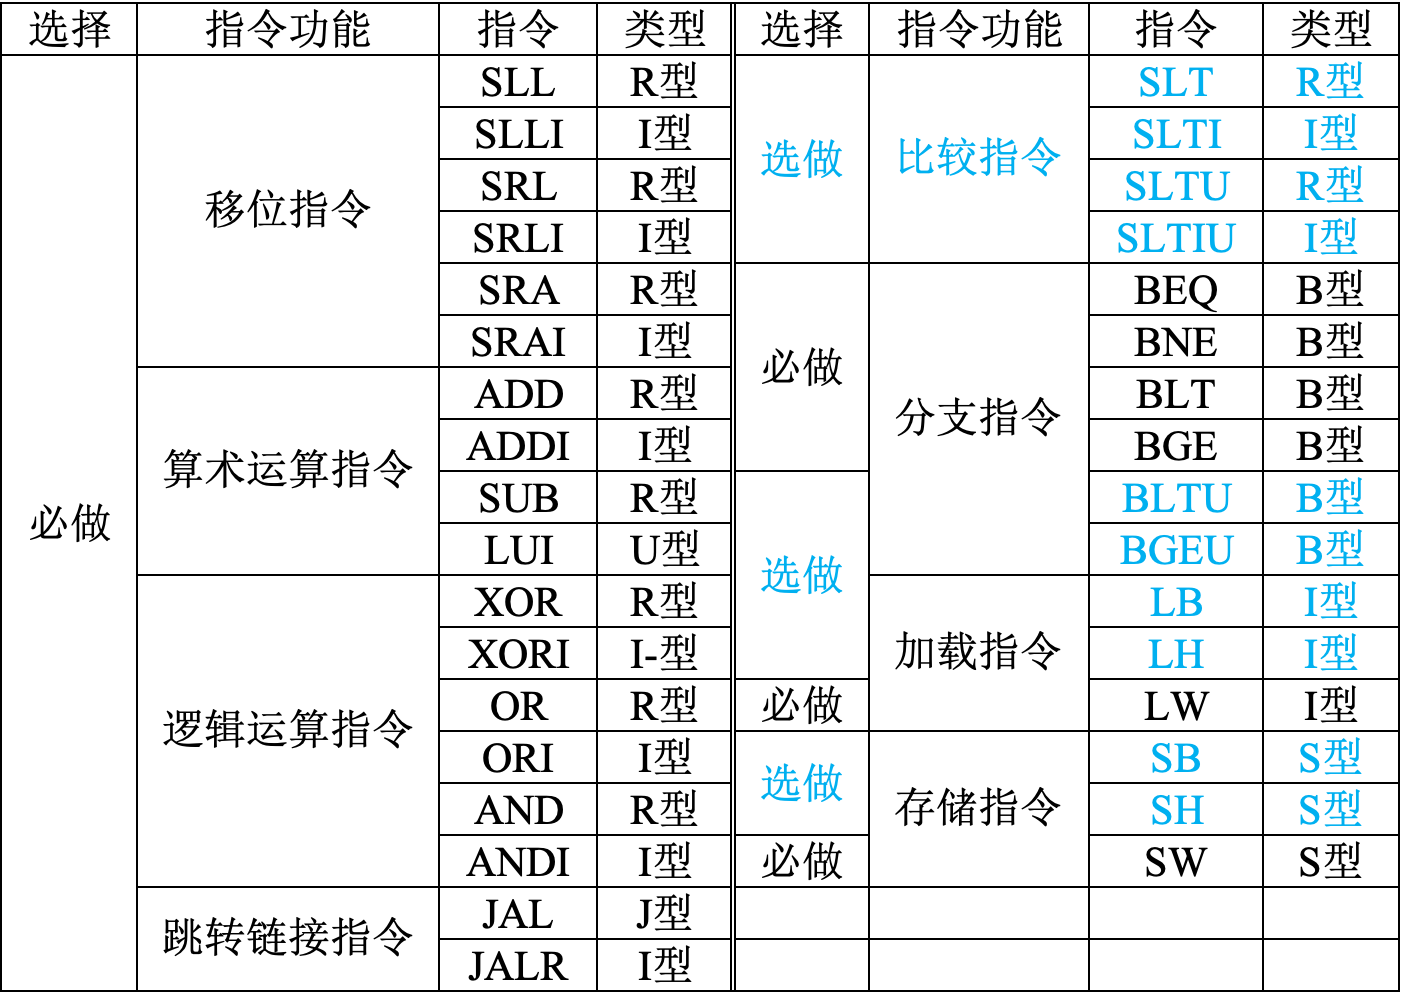 选择 指令功能 指令 类型 选择 指令功能 指令 类型
SLL R型 SLT R型
SLLI I型 选做 比较指令 SLTI I型
移位指令 SRL R型 SLTU R型
SRLI I型 SLTIU I型
SRA R型 BEQ B型
SRAI I型 必做 BNE B型
ADD R型 分支指令 BLT B型
算术运算指令 ADDI I型 BGE B型
必做 SUB R型 BLTU B型
LUI U型 选做 BGEU B型
XOR R型 LB I型
XORI I-型 加载指令 LH I型
逻辑运算指令 OR R型 必做 LW I型
ORI I型 选做 SB S型
AND R型 存储指令 SH S型
ANDI I型 必做 SW S型
跳转链接指令 JAL J型
JALR I型